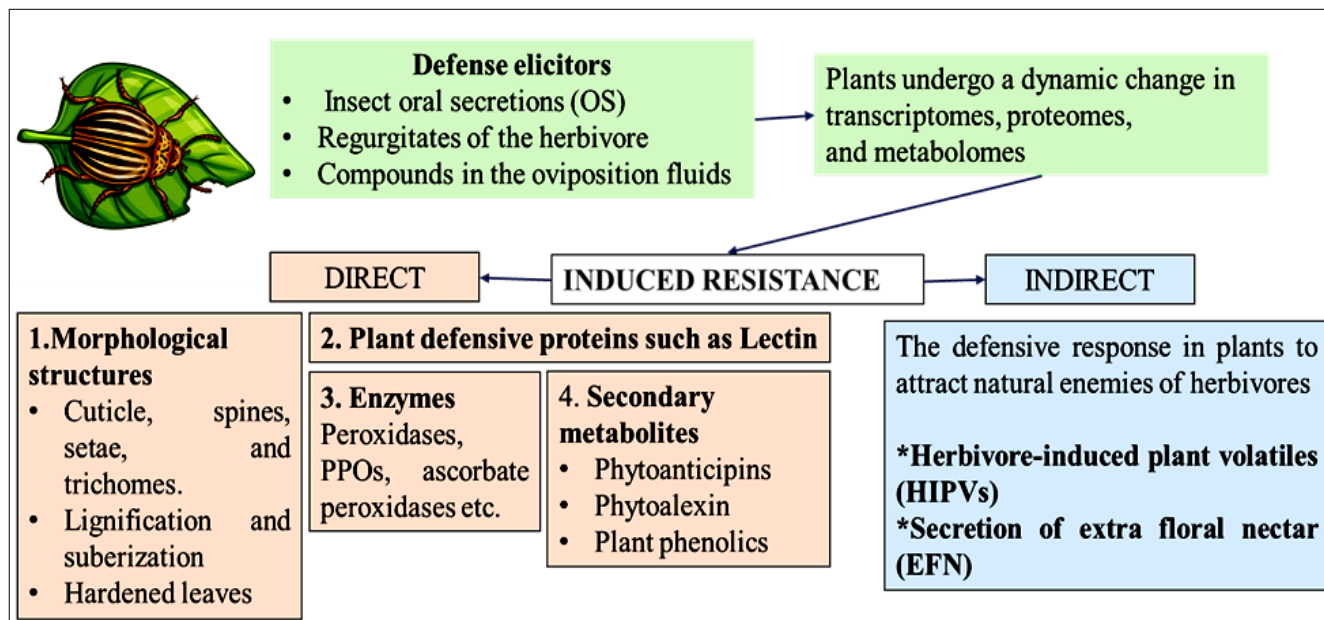 Defense elicitors
• Insect oral secretions (OS)
• Regurgitates of the herbivore
• Compounds in the oviposition fluids
Plants undergo a dynamic change in
transcriptomes, proteomes,
and metabolomes
DIRECT
INDUCED RESISTANCE
INDIRECT
1.Morphological
structures
• Cuticle, spines,
setae, and
trichomes.
• Lignification and
suberization
• Hardened leaves
2. Plant defensive proteins such as Lectin
3. Enzymes
Peroxidases,
PPOs, ascorbate
peroxidases etc.
4. Secondary
metabolites
• Phytoanticipins
• Phytoalexin
• Plant phenolics
The defensive response in plants to
attract natural enemies of herbivores
*Herbivore-induced plant volatiles
(HIPVs)
*Secretion of extra floral nectar
(EFN)